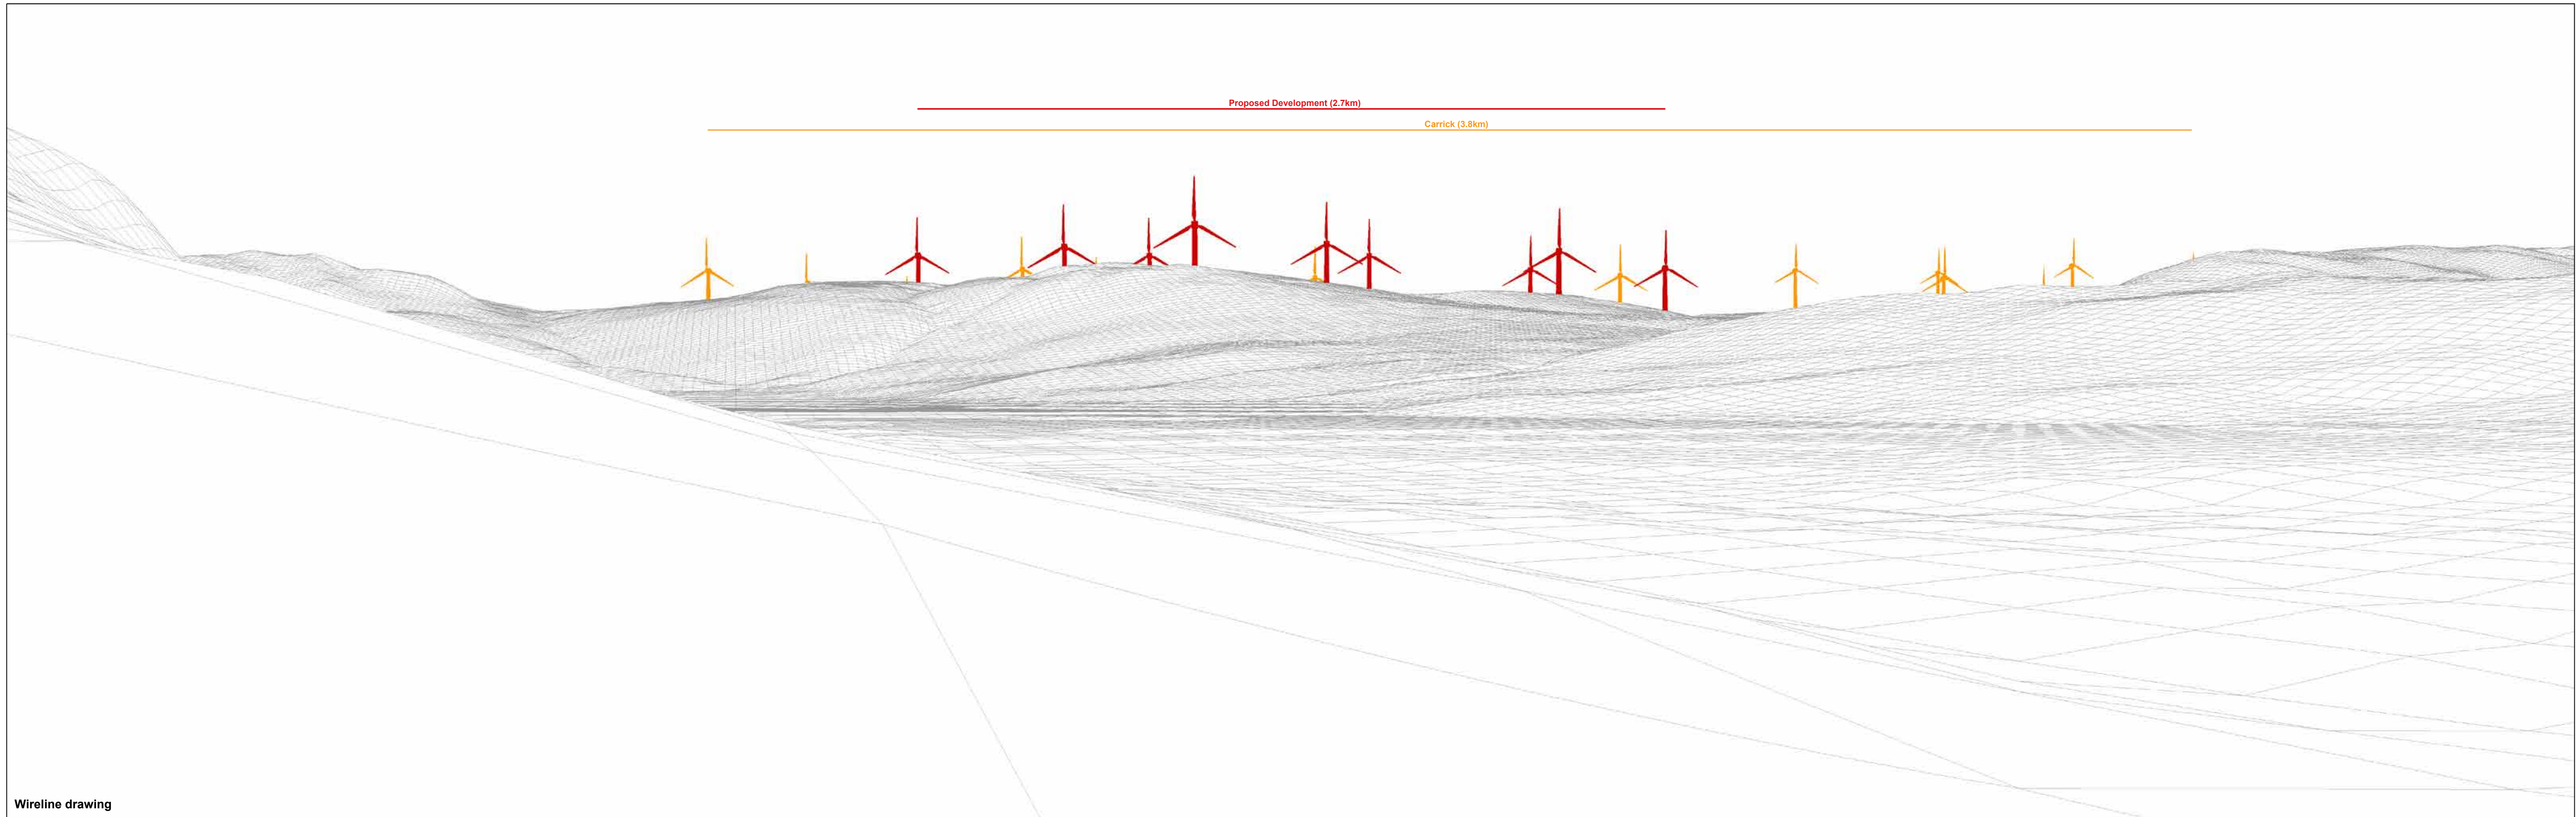 Proposed Development (2.7km)
Carrick (3.8km)
Wireline drawing